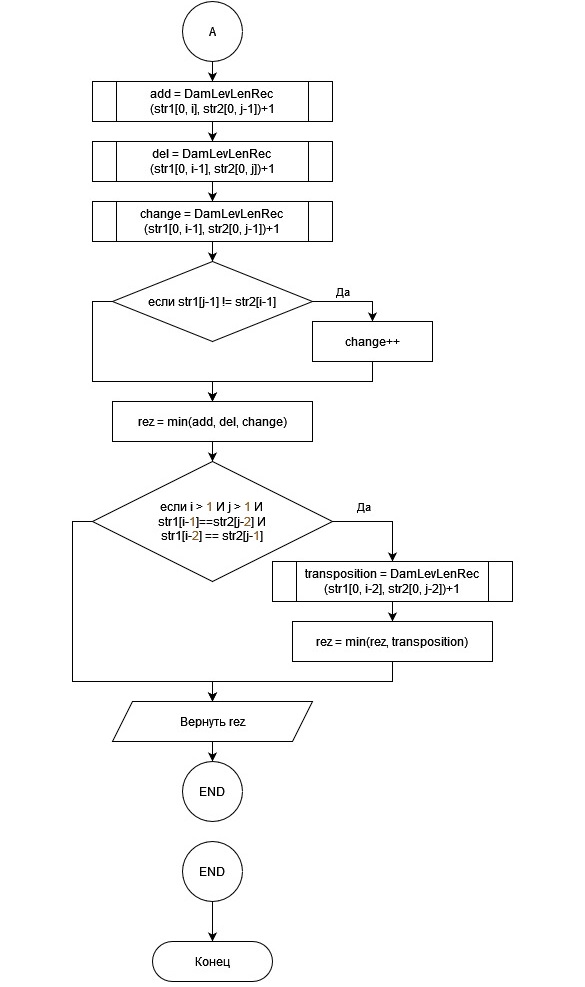 A
add = DamLevLenRec
(str1[0, i], str2[0, j-1])+1
del = DamLevLenRec
(str1[0, i-1], str2[0, j])+1
change = DamLevLenRec
(str1[0, i-1], str2[0, j-1])+1
если str1[j-1] != str2[i-1]
Да
change++
rez = min(add, del, change)
если i > 1 И j > 1 И
str1[i-1]==str2[j-2] И
str1[i-2] == str2[j-1]
Да
transposition = DamLevLenRec
(str1[0, i-2], str2[0, j-2])+1
rez = min(rez, transposition)
Вернуть rez
END
END
Конец